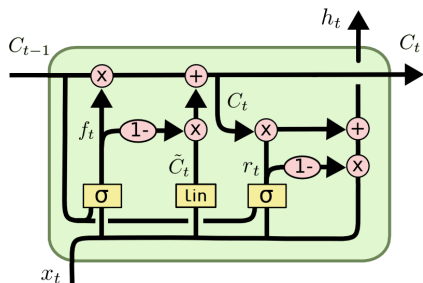 h_t
C_{t-1}
C_t
x
+
C_t
f_t
1-
x
x
+
C̃_t
r_t
1-
x
σ
Lin
σ
x_t